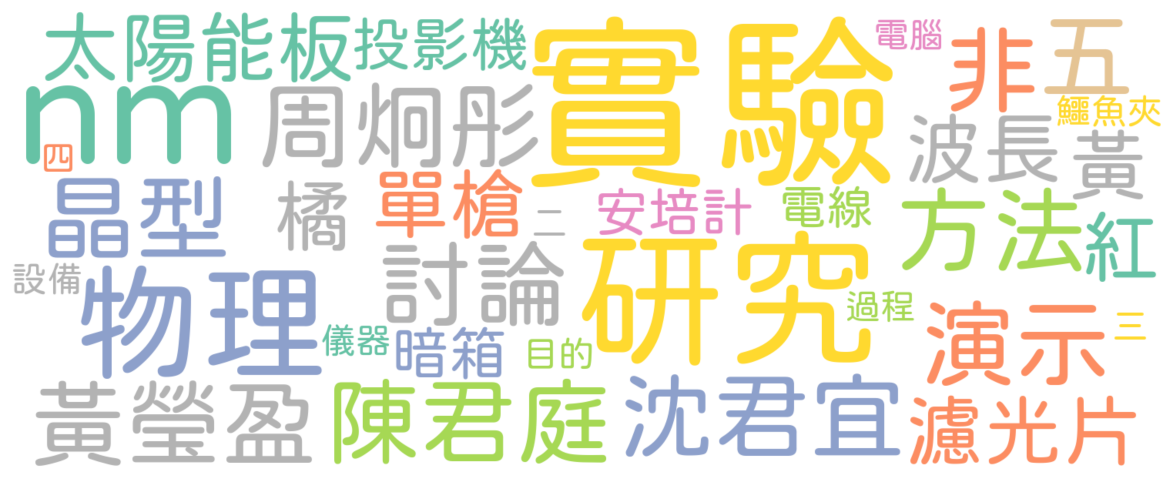 太陽能板
投影機
電腦
非
五
nm
四
周炯彤
實驗
鱷魚夾
波長
黃
晶型
橘
單槍
二
安培計
電線
方法
紅
設備
物理
討論
研究
過程
儀器
暗箱
目的
演示
三
黃瑩盈
陳君庭
沈君宜
濾光片